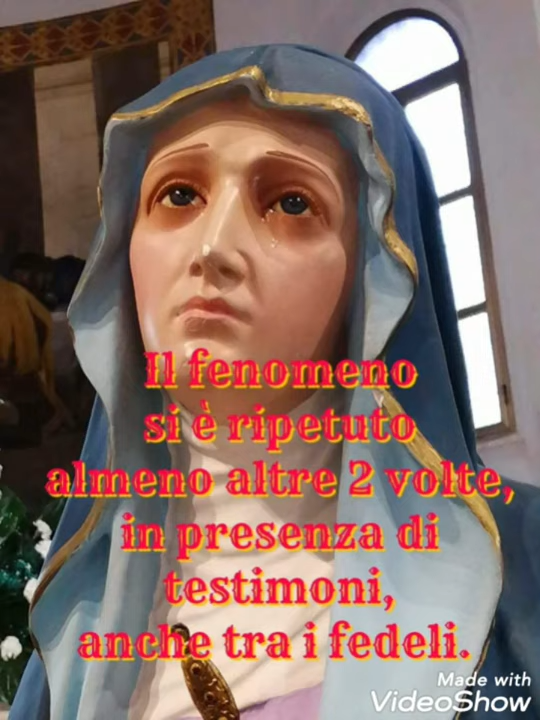 Il fenomeno
si è ripetuto
almeno altre 2 volte,
in presenza di
testimoni,
anche tra i fedeli.
Made with
VideoShow